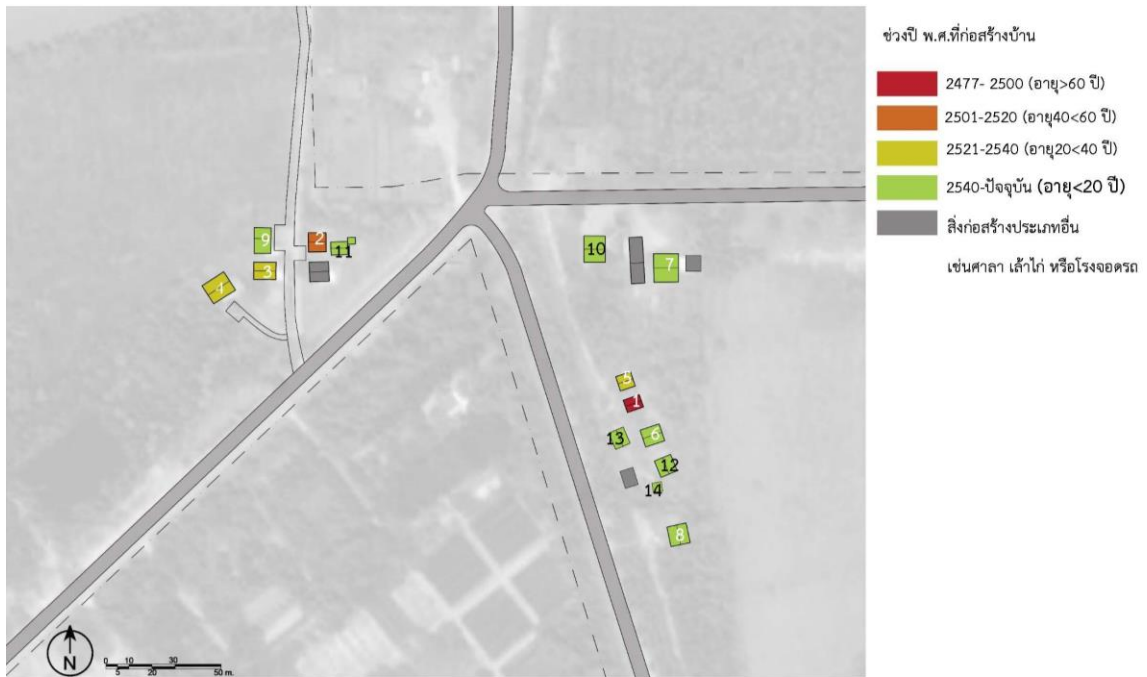 ช่วงปี พ.ศ.ที่ก่อสร้างบ้าน
2477- 2500 (อายุ>60 ปี)
2501-2520 (อายุ40<60 ปี)
2521-2540 (อายุ20<40 ปี)
2540-ปัจจุบัน (อายุ<20 ปี)
สิ่งก่อสร้างประเภทอื่น
เช่นศาลา เล้าไก่ หรือโรงจอดรถ
9
2
11
3
4
10
7
5
1
13
6
12
14
8
N
0 10 30
5 20 50 m.